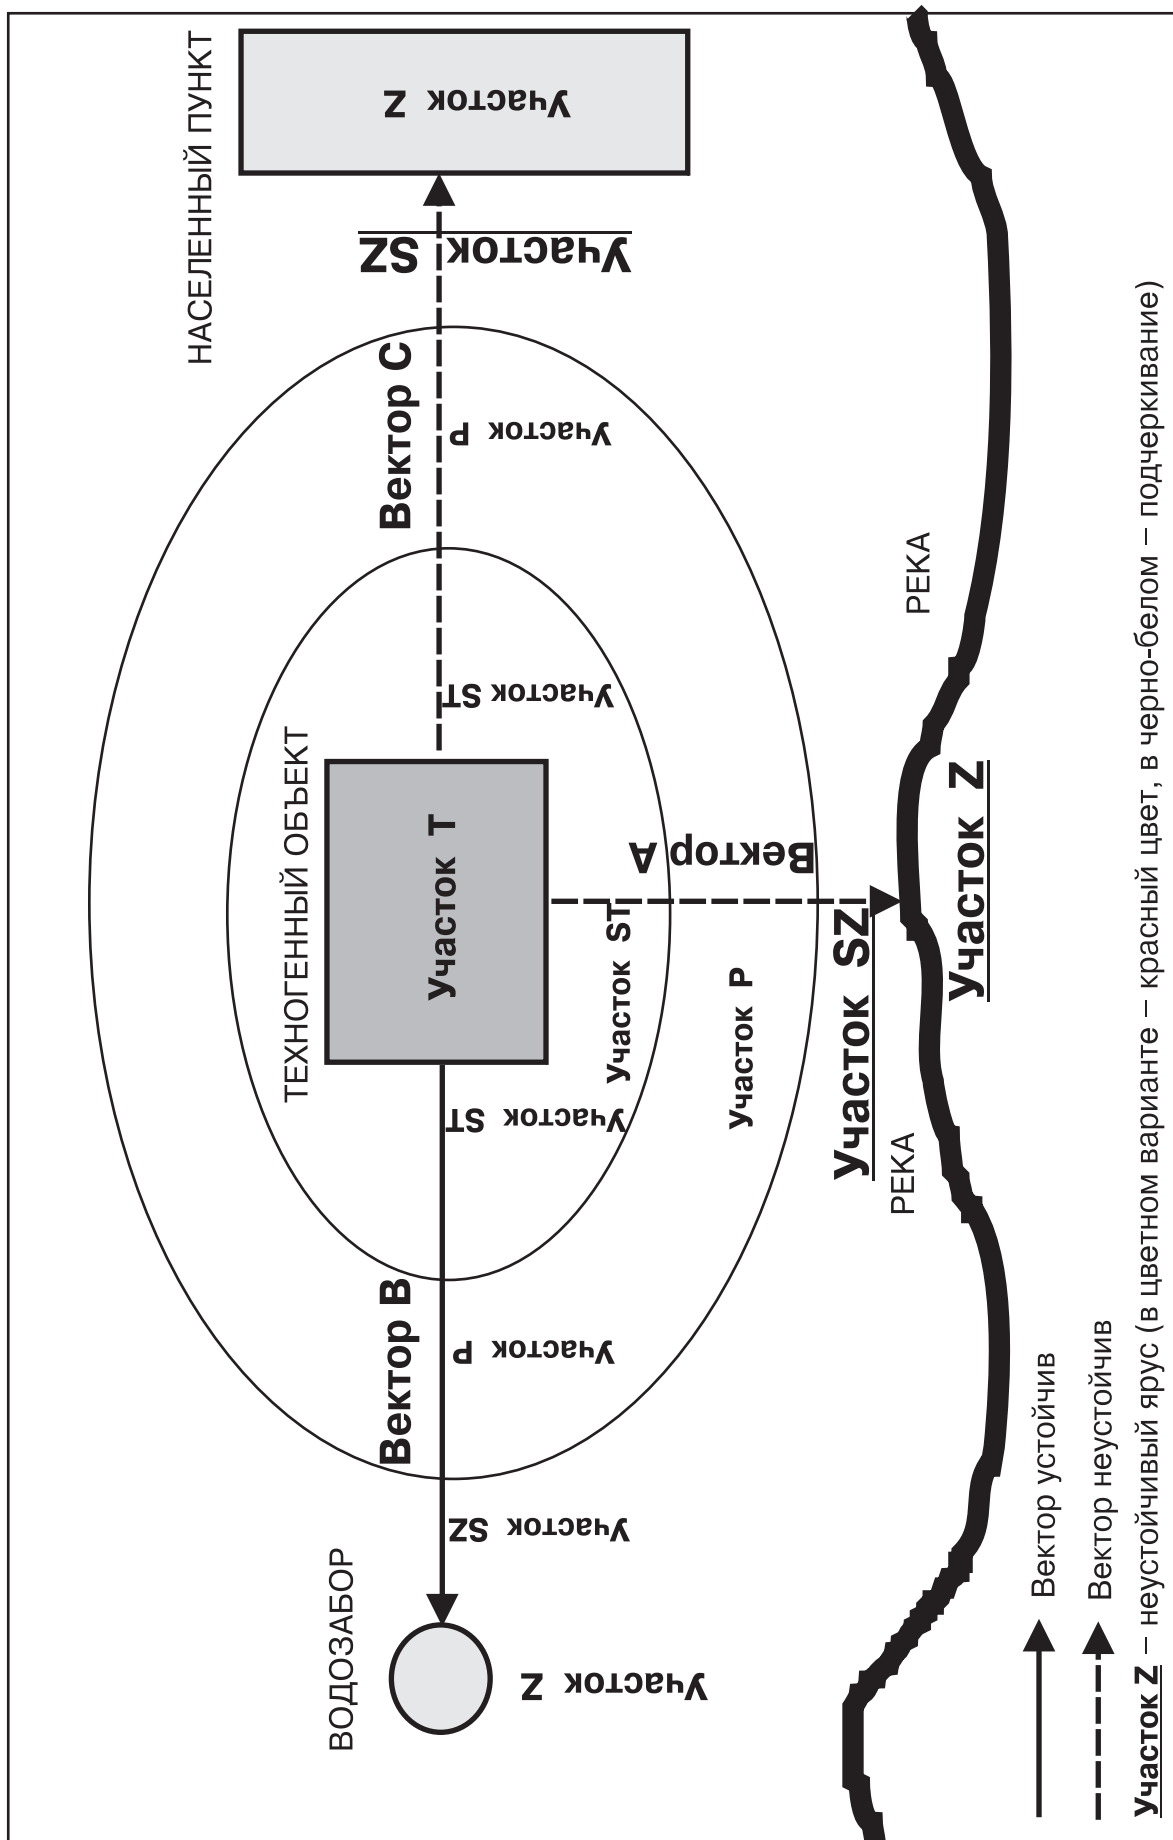 НАСЕЛЕННЫЙ ПУНКТ
Участок Z
Участок SZ
Вектор C
Участок P
Участок ST
ТЕХНОГЕННЫЙ ОБЪЕКТ
Участок T
Вектор A
Участок ST
Участок P
Участок SZ
Участок Z
РЕКА
РЕКА
Участок ST
Вектор B
Участок P
Участок SZ
ВОДОЗАБОР
Участок Z
Вектор устойчив
Вектор неустойчив
Участок Z – неустойчивый ярус (в цветном варианте – красный цвет, в черно-белом – подчеркивание)